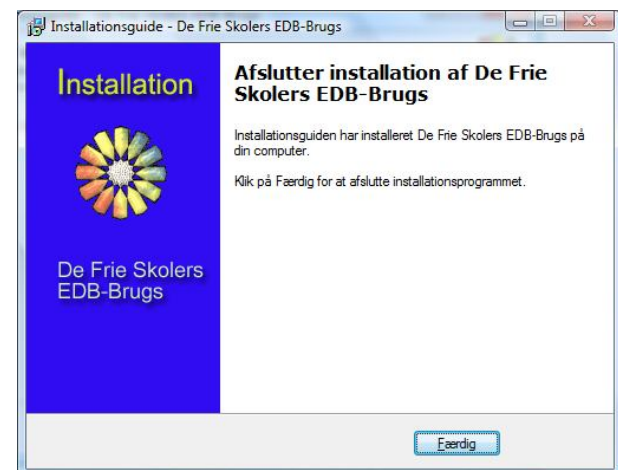 Installationsguide - De Frie Skolers EDB-Brugs
Installation
De Frie Skolers
EDB-Brugs
Afslutter installation af De Frie
Skolers EDB-Brugs
Installationsguiden har installeret De Frie Skolers EDB-Brugs på
din computer.
Klik på Færdig for at afslutte installationsprogrammet.
Færdig